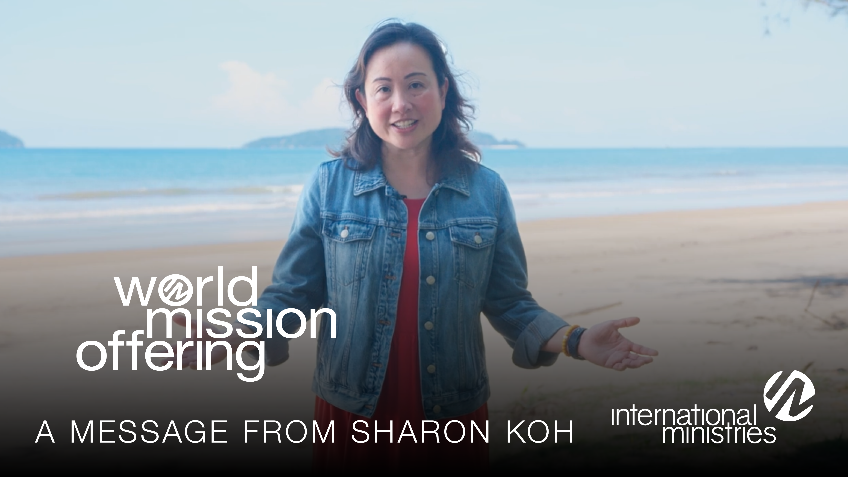 world
mission
offering
A MESSAGE FROM SHARON KOH
international
ministries